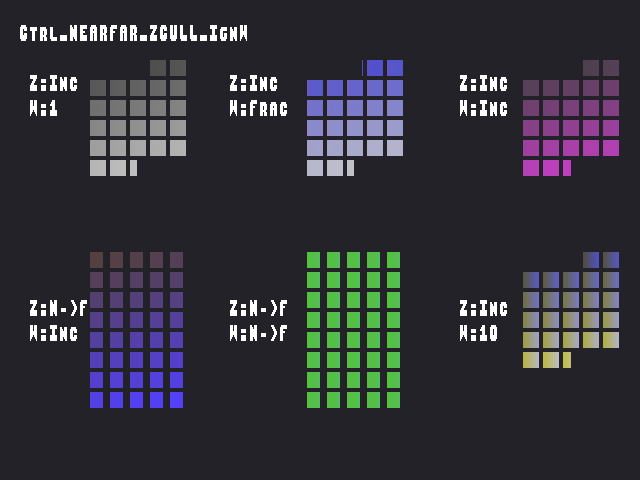 Ctrl_NEARFAR_ZCULL_IgnW
Z:Inc
W:1
Z:Inc
W:frac
Z:Inc
W:Inc
Z:N->F
W:Inc
Z:N->f
W:N->f
Z:Inc
W:10